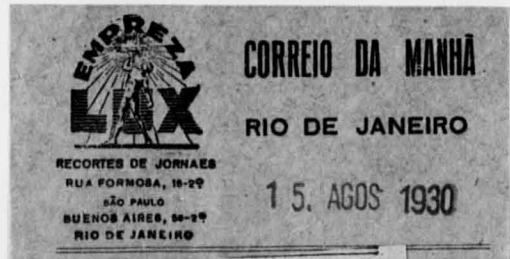 EMPREZA
LUX
RECORTES DE JORNAES
RUA FORMOSA, 18-2º
SÃO PAULO
BUENOS AIRES, 50-2º
RIO DE JANEIRO
CORREIO DA MANHÃ
RIO DE JANEIRO
15. AGOS 1930